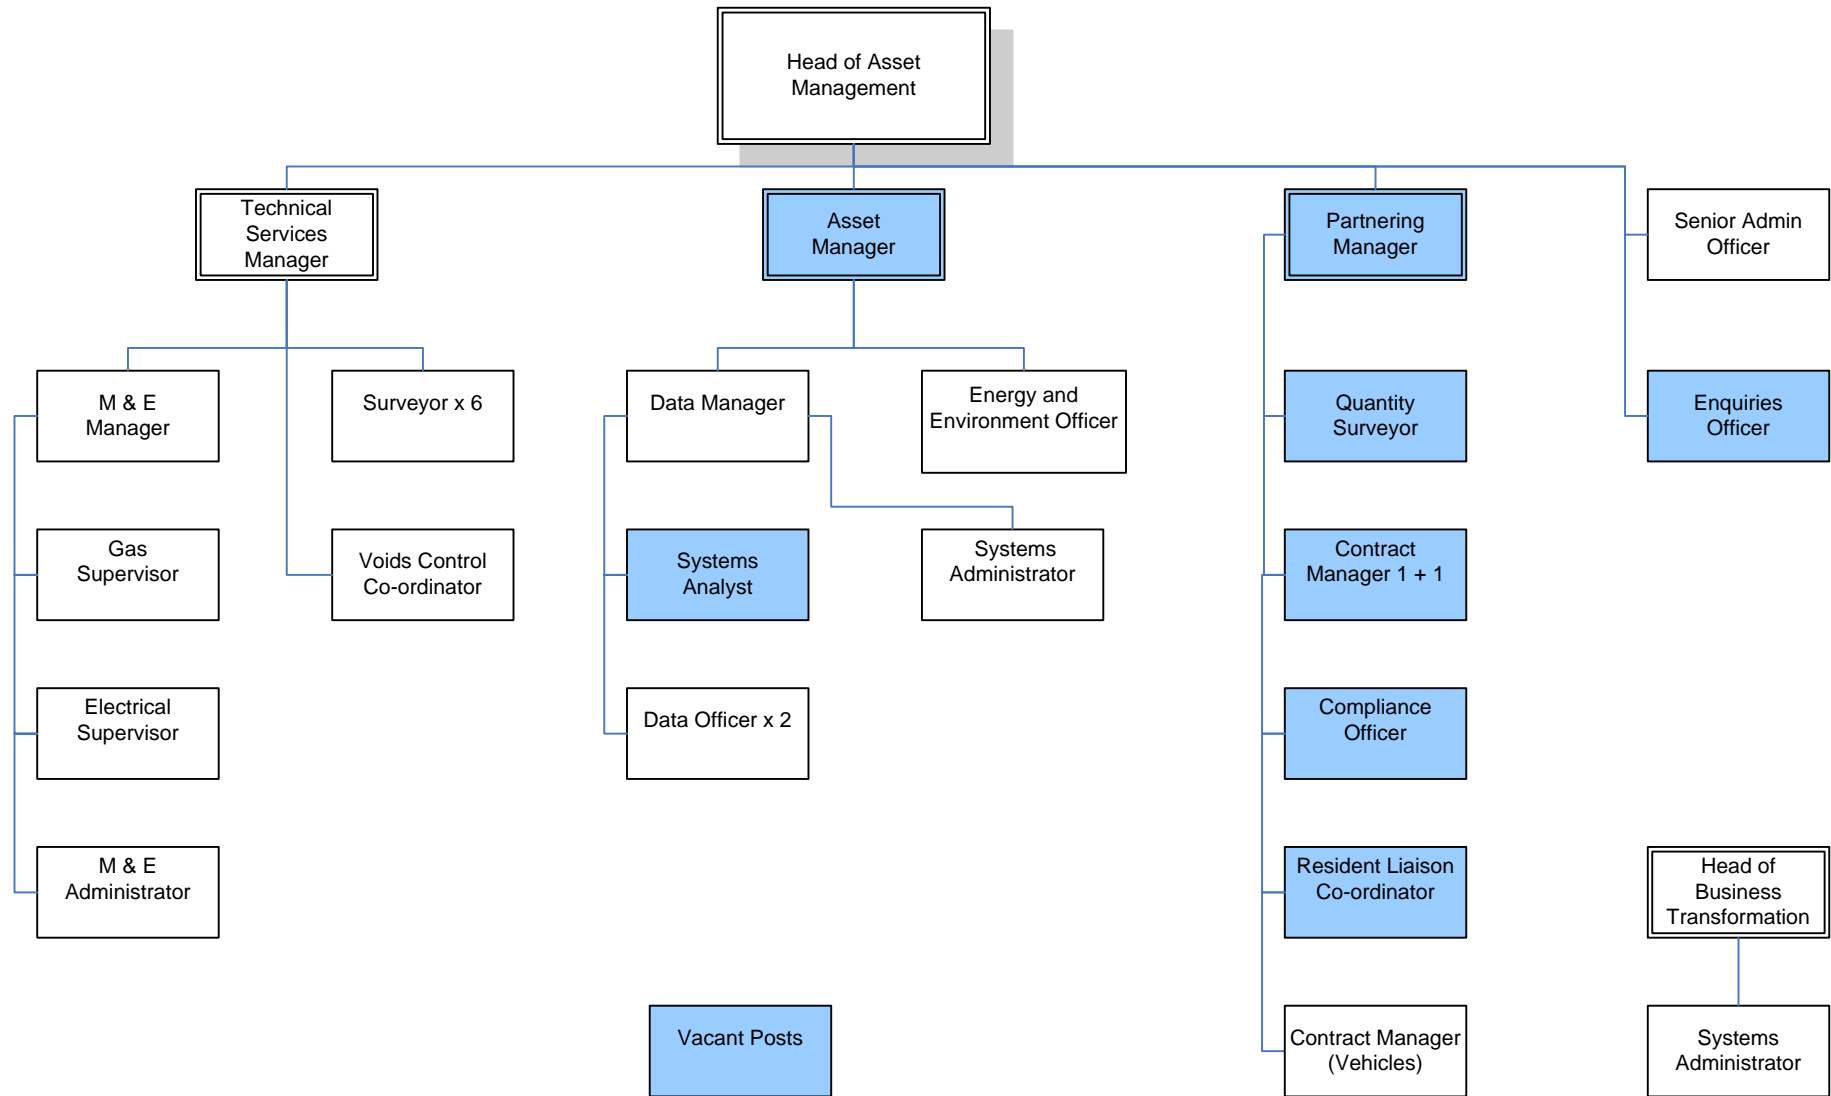 Head of Asset
Management
Technical
Services
Manager
Asset
Manager
Partnering
Manager
Senior Admin
Officer
M & E
Manager
Surveyor x 6
Data Manager
Energy and
Environment Officer
Quantity
Surveyor
Enquiries
Officer
Gas
Supervisor
Voids Control
Co-ordinator
Systems
Analyst
Systems
Administrator
Contract
Manager 1 + 1
Electrical
Supervisor
Data Officer x 2
Compliance
Officer
M & E
Administrator
Resident Liaison
Co-ordinator
Head of
Business
Transformation
Vacant Posts
Contract Manager
(Vehicles)
Systems
Administrator